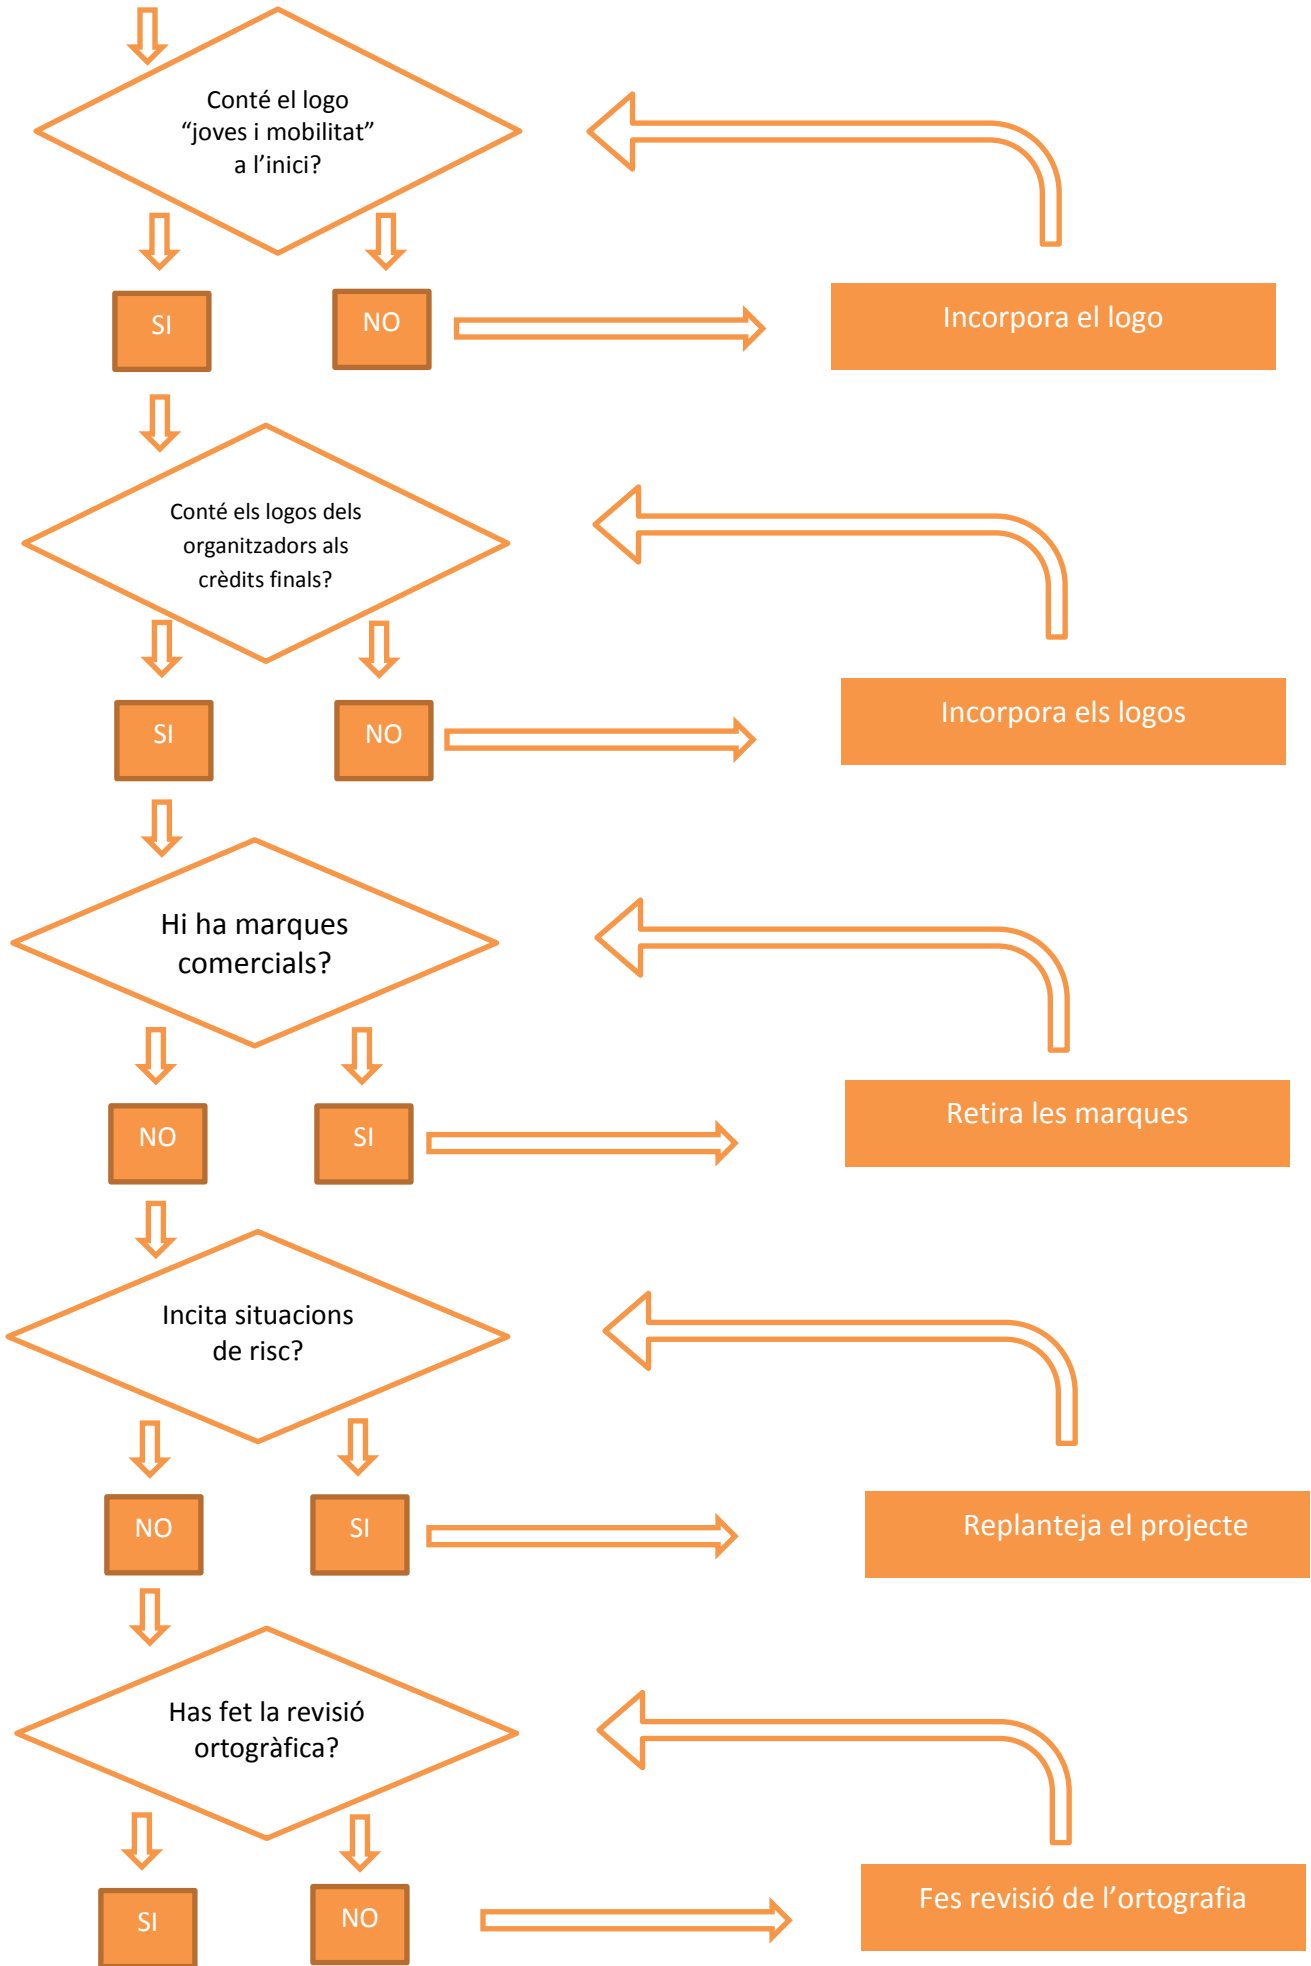 Conté el logo
“joves i mobilitat”
a l’inici?
SI
NO
Incorpora el logo
Conté els logos dels
organitzadors als
crèdits finals?
SI
NO
Incorpora els logos
Hi ha marques
comercials?
NO
SI
Retira les marques
Incita situacions
de risc?
NO
SI
Replanteja el projecte
Has fet la revisió
ortogràfica?
SI
NO
Fes revisió de l’ortografia